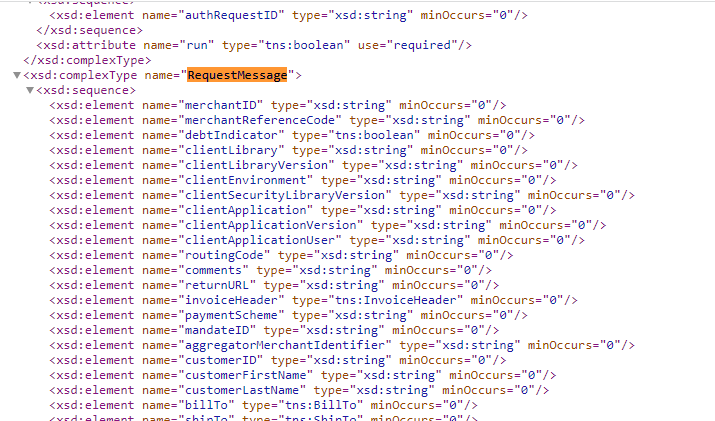 <xsd:sequence>
<xsd:element name="authRequestID" type="xsd:string" minOccurs="0"/>
</xsd:sequence>
<xsd:attribute name="run" type="tns:boolean" use="required"/>
</xsd:complexType>
▼<xsd:complexType name="RequestMessage">
▼<xsd:sequence>
<xsd:element name="merchantID" type="xsd:string" minOccurs="0"/>
<xsd:element name="merchantReferenceCode" type="xsd:string" minOccurs="0"/>
<xsd:element name="debtIndicator" type="tns:boolean" minOccurs="0"/>
<xsd:element name="clientLibrary" type="xsd:string" minOccurs="0"/>
<xsd:element name="clientLibraryVersion" type="xsd:string" minOccurs="0"/>
<xsd:element name="clientEnvironment" type="xsd:string" minOccurs="0"/>
<xsd:element name="clientSecurityLibraryVersion" type="xsd:string" minOccurs="0"/>
<xsd:element name="clientApplication" type="xsd:string" minOccurs="0"/>
<xsd:element name="clientApplicationVersion" type="xsd:string" minOccurs="0"/>
<xsd:element name="clientApplicationUser" type="xsd:string" minOccurs="0"/>
<xsd:element name="routingCode" type="xsd:string" minOccurs="0"/>
<xsd:element name="comments" type="xsd:string" minOccurs="0"/>
<xsd:element name="returnURL" type="xsd:string" minOccurs="0"/>
<xsd:element name="invoiceHeader" type="tns:InvoiceHeader" minOccurs="0"/>
<xsd:element name="paymentScheme" type="xsd:string" minOccurs="0"/>
<xsd:element name="mandateID" type="xsd:string" minOccurs="0"/>
<xsd:element name="aggregatorMerchantIdentifier" type="xsd:string" minOccurs="0"/>
<xsd:element name="customerID" type="xsd:string" minOccurs="0"/>
<xsd:element name="customerFirstName" type="xsd:string" minOccurs="0"/>
<xsd:element name="customerLastName" type="xsd:string" minOccurs="0"/>
<xsd:element name="billTo" type="tns:BillTo" minOccurs="0"/>
<xsd:element name="shipTo" type="tns:ShipTo" minOccurs="0"/>